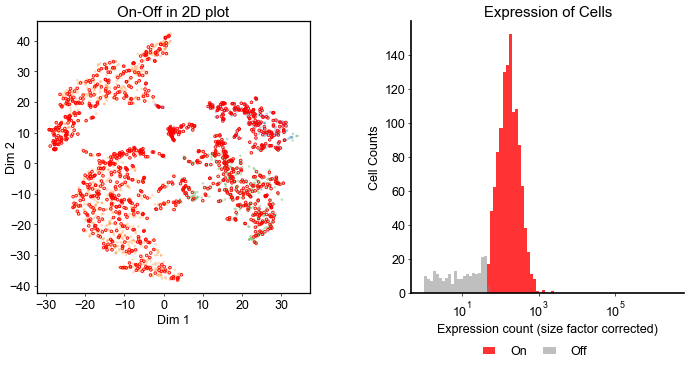 On-Off in 2D plot
40
30
20
10
0
−10
−20
−30
−40
Dim 2
−30 −20 −10 0 10 20 30
Dim 1
Expression of Cells
140
120
100
80
60
40
20
0
Cell Counts
10^1 10^3 10^5
Expression count (size factor corrected)
On Off